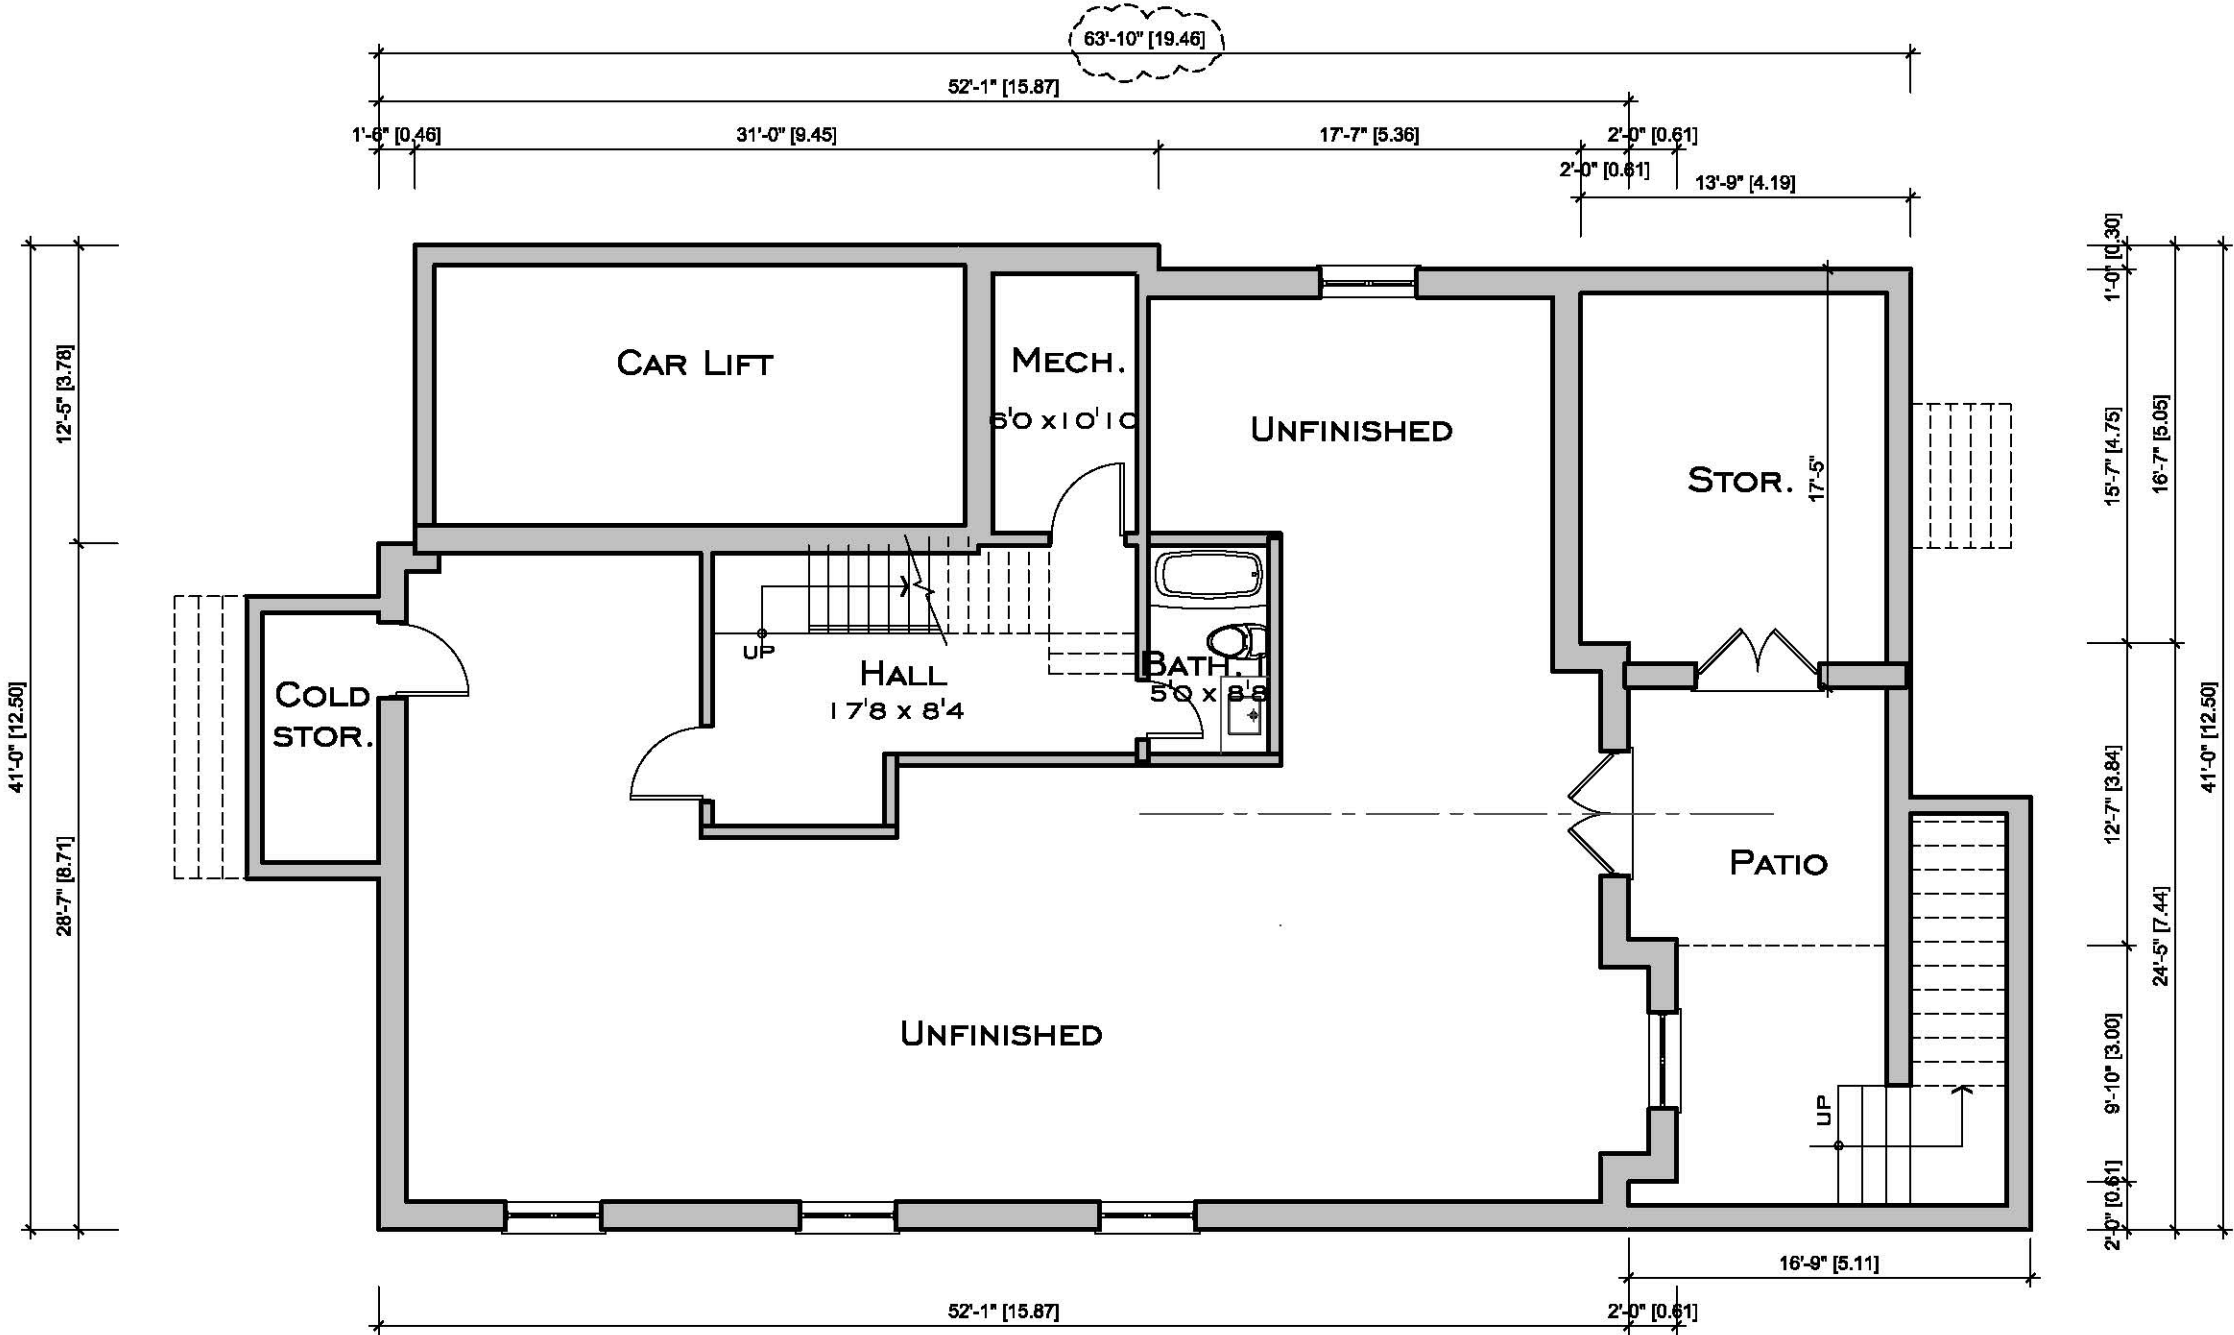 63'-10" [19.46]
52'-1" [15.87]
1'-6" [0.46]
31'-0" [9.45]
17'-7" [5.36]
2'-0" [0.61]
2'-0" [0.61]
13'-9" [4.19]
1'-0" [0.30]
12'-5" [3.78]
CAR LIFT
MECH.
6'0 x 10'10
UNFINISHED
STOR.
17'-5"
15'-7" [4.75]
16'-7" [5.05]
UP
HALL
17'8 x 8'4
BATH.
5'0 x 8'8
COLD
STOR.
41'-0" [12.50]
28'-7" [8.71]
PATIO
12'-7" [3.84]
41'-0" [12.50]
24'-5" [7.44]
UNFINISHED
UP
9'-10" [3.00]
2'-0" [0.61]
16'-9" [5.11]
52'-1" [15.87]
2'-0" [0.61]